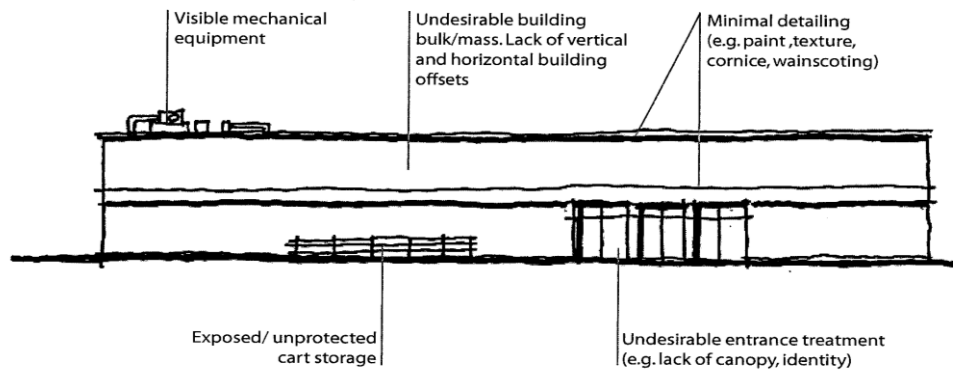 Visible mechanical
equipment
Undesirable building
bulk/mass. Lack of vertical
and horizontal building
offsets
Minimal detailing
(e.g. paint ,texture,
cornice, wainscoting)
Exposed/ unprotected
cart storage
Undesirable entrance treatment
(e.g. lack of canopy, identity)